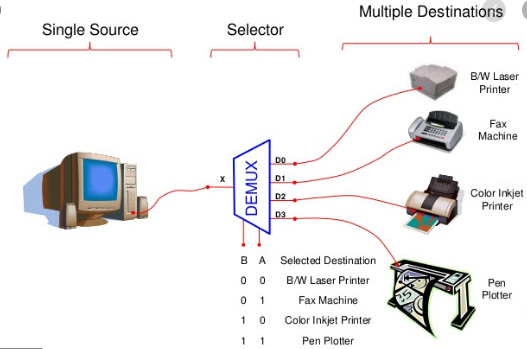 Single Source
Selector
Multiple Destinations
B/W Laser
Printer
Fax
Machine
Color Inkjet
Printer
Pen
Plotter
X
DEMUX
D0
D1
D2
D3
B A Selected Destination
0 0 B/W Laser Printer
0 1 Fax Machine
1 0 Color Inkjet Printer
1 1 Pen Plotter